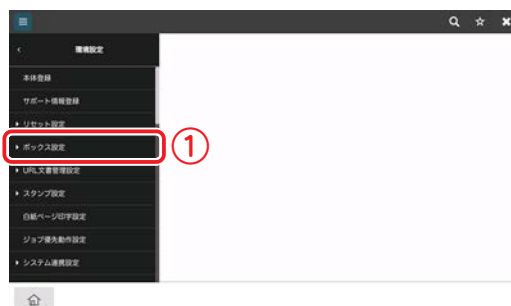 環境設定
本体登録
サポート情報登録
リセット設定
ボックス設定
①
URL文書管理設定
スタンプ設定
白紙ページ印字設定
ジョブ優先動作設定
システム連携設定